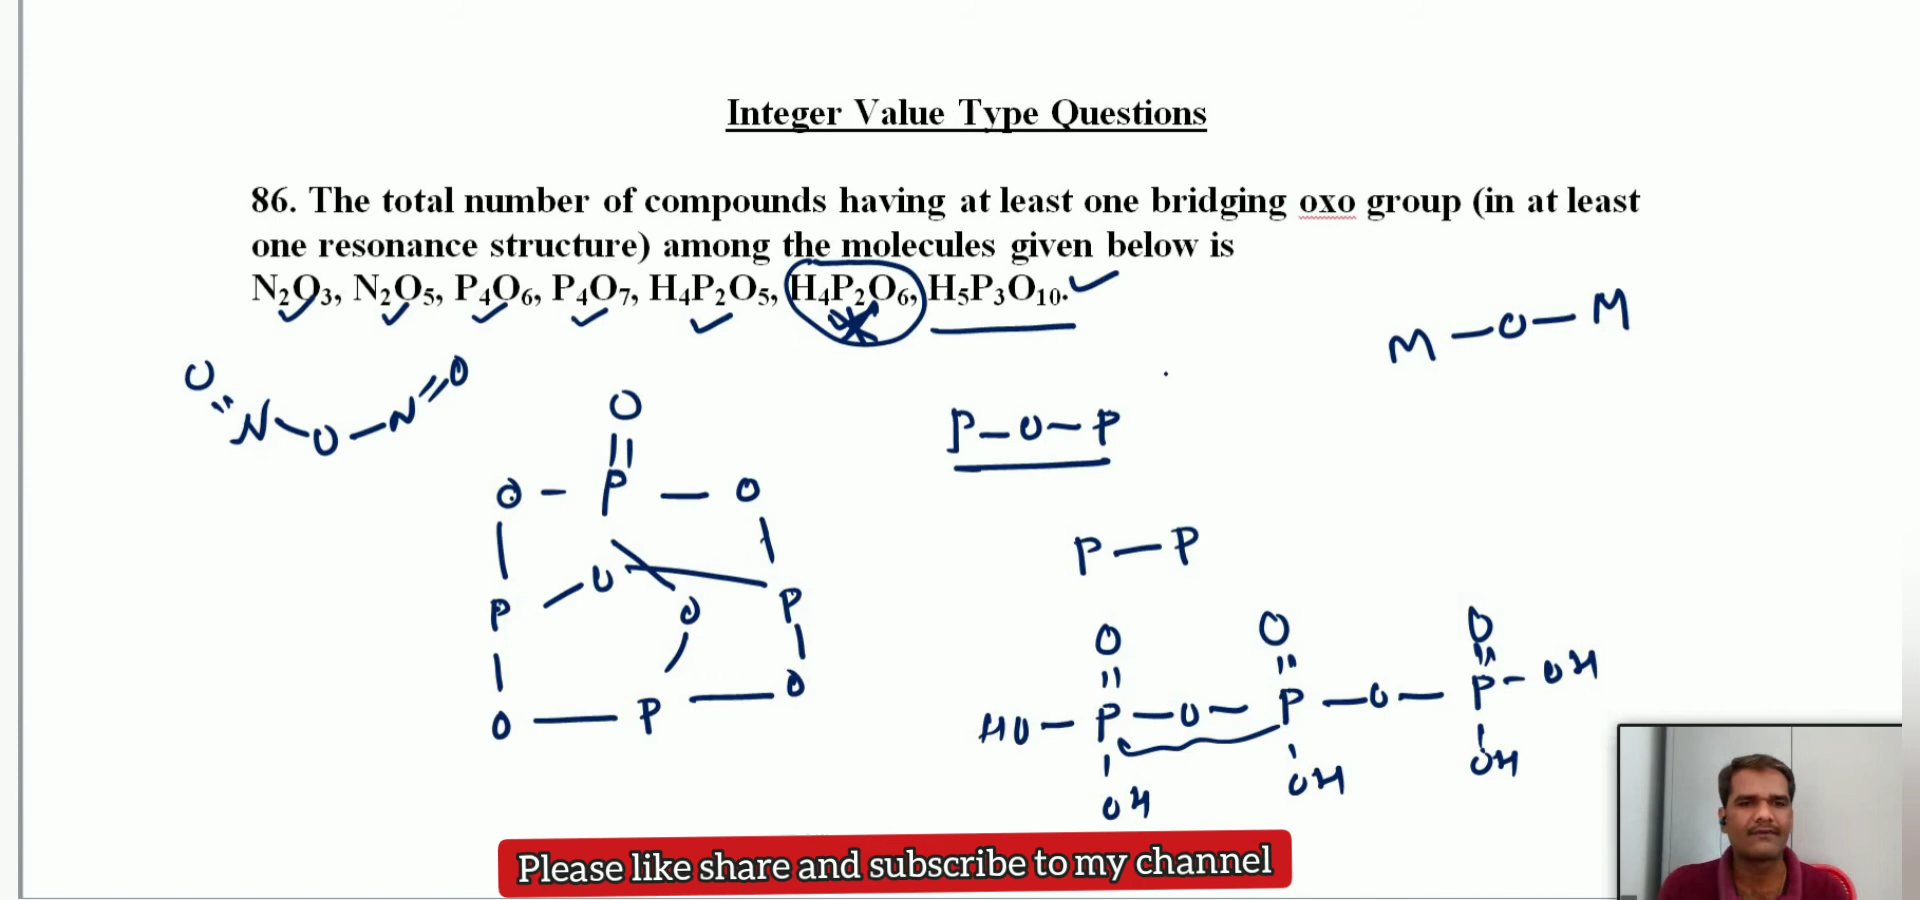 Integer Value Type Questions
86. The total number of compounds having at least one bridging oxo group (in at least
one resonance structure) among the molecules given below is
N₂O₃, N₂O₅, P₄O₆, P₄O₇, H₄P₂O₅, H₄P₂O₆, H₅P₃O₁₀.
M—O—M
O=N—O—N=O
P—O—P
O
||
O - P — O
P—P
P O O P
O — P — O
O O O
|| || ||
HO— P —O— P —O— P - OH
OH OH OH
Please like share and subscribe to my channel